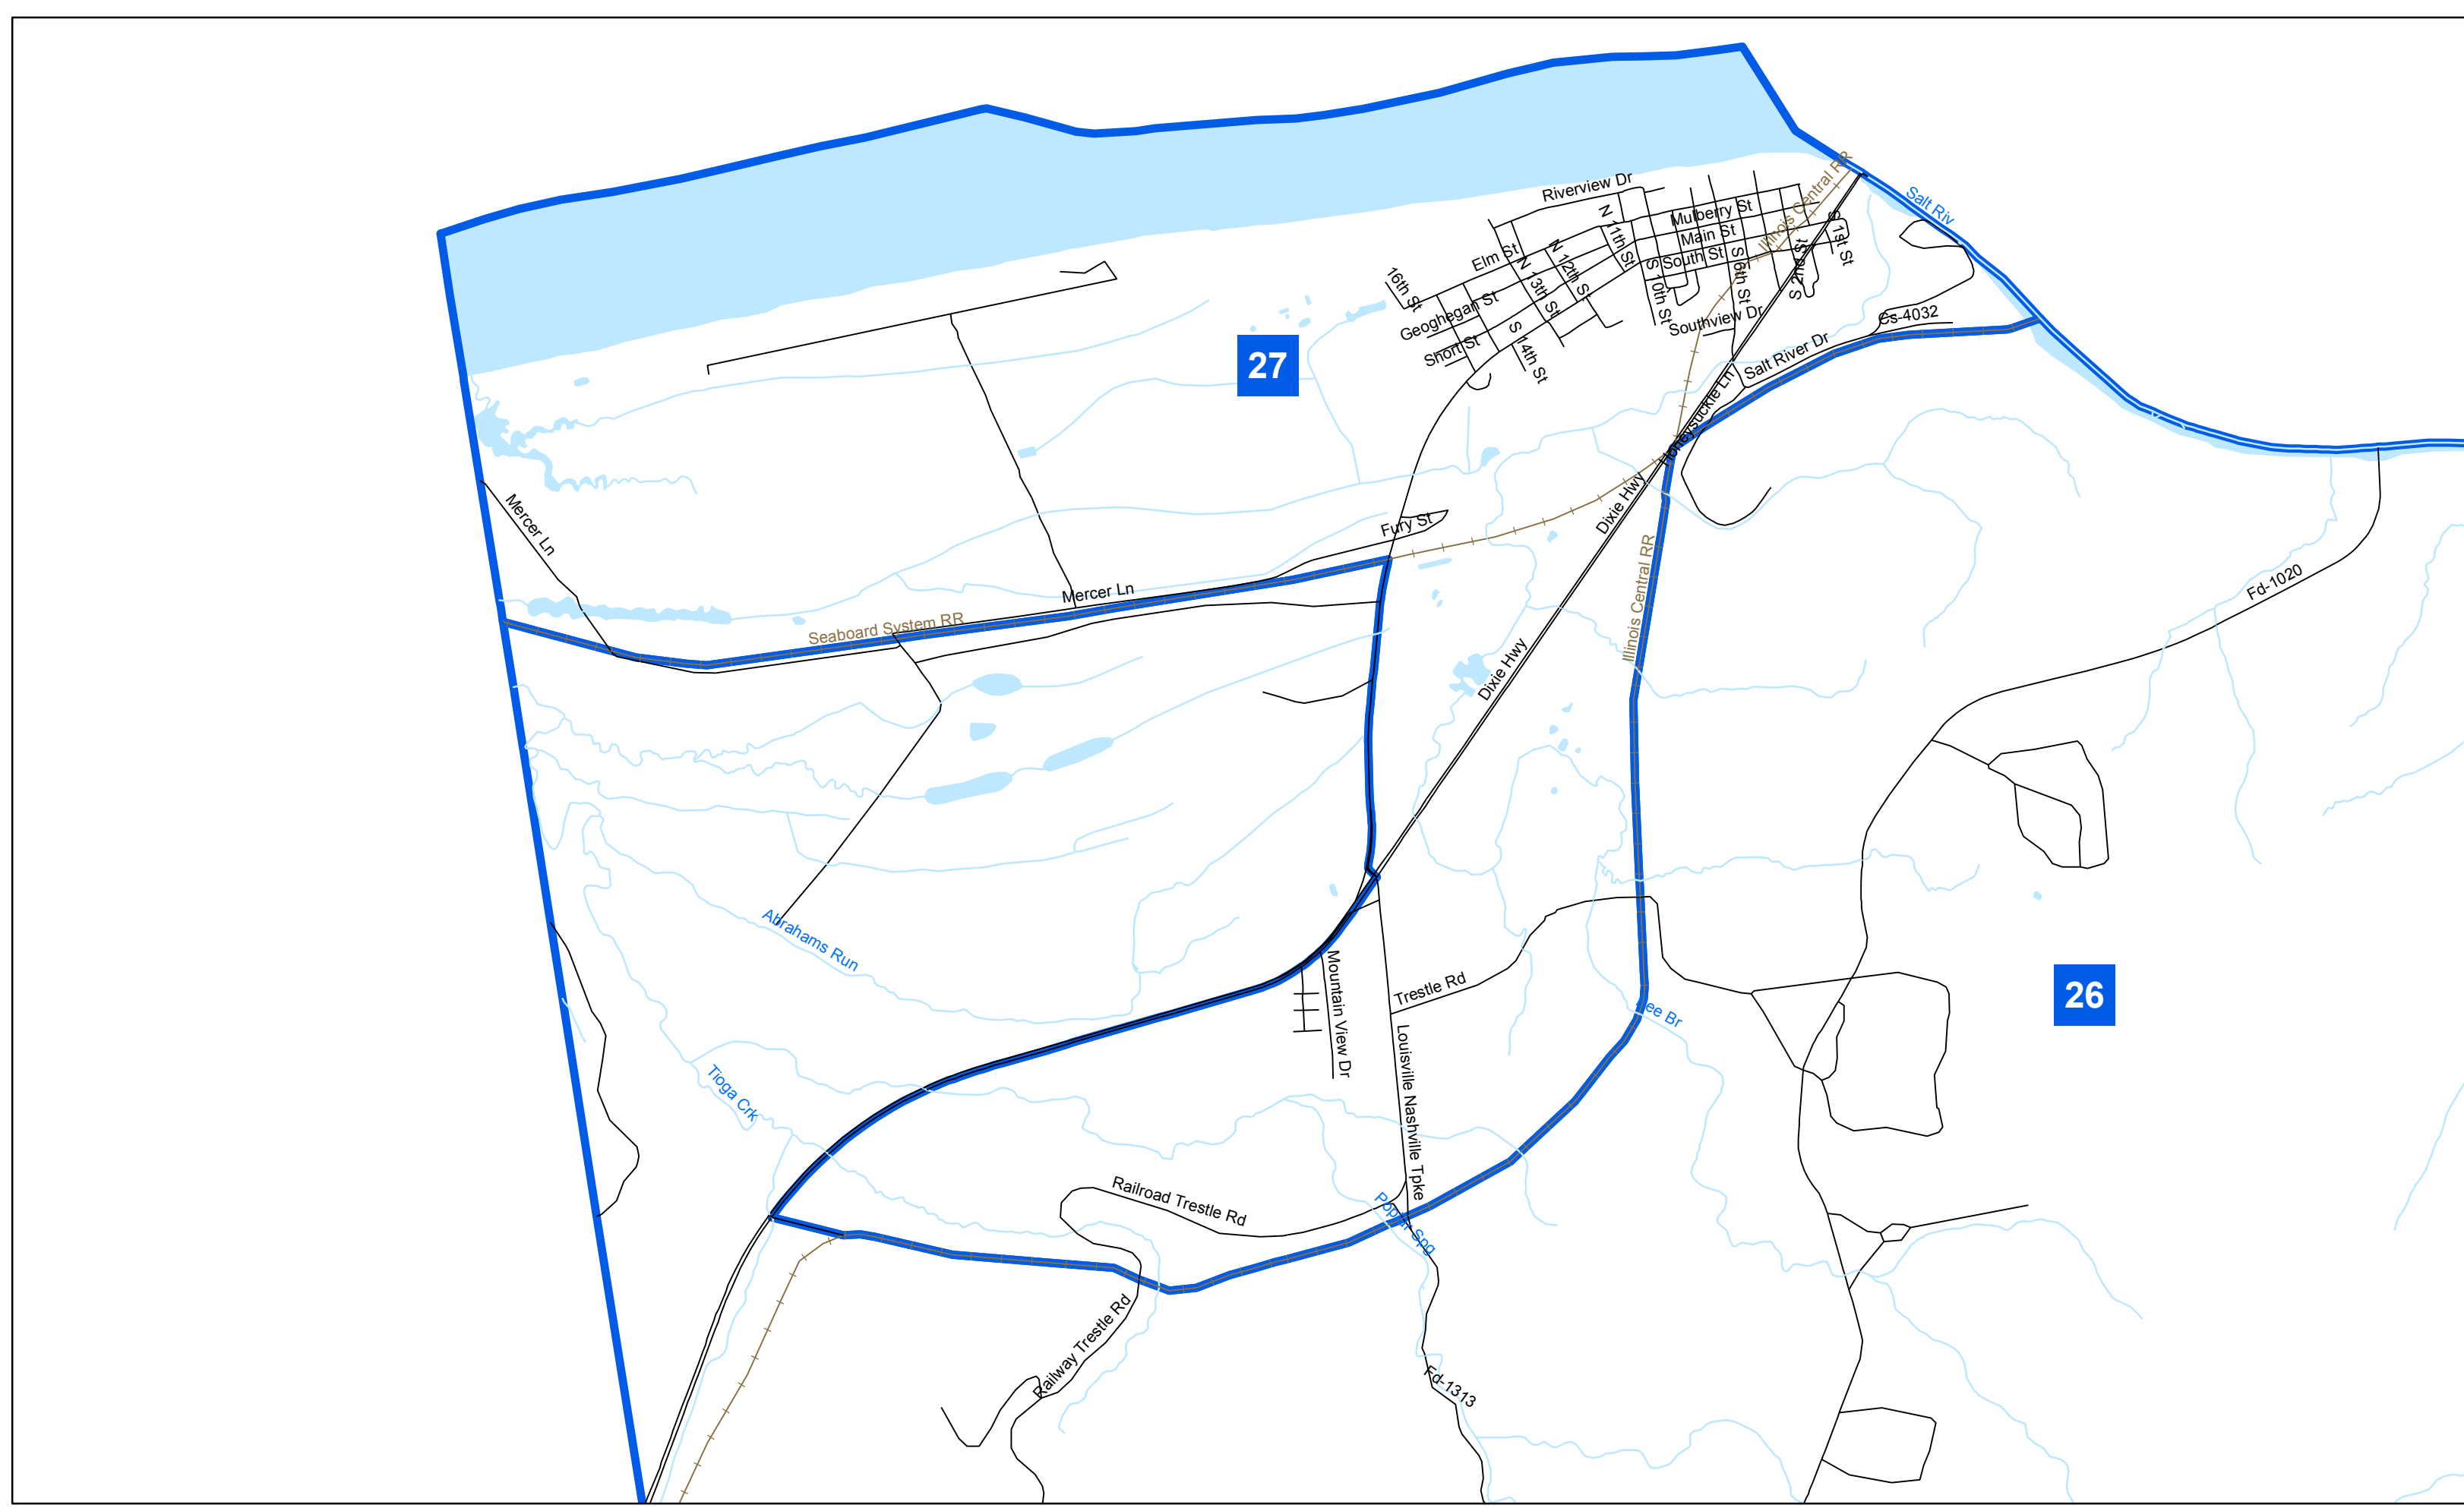 Illinois Central RR
Riverview Dr
Salt Riv
Mulberry St
N 11th St
S 1st St
Main St
Elm St
N 12th St
South St
S 2nd St
16th St
N 13th St
S 10th St
S 6th St
Geoghegan St
Southview Dr
Cs-4032
Short St
S 14th St
27
Salt River Dr
Honeysuckle Ln
Mercer Ln
Dixie Hwy
Fury St
Fd-1020
Mercer Ln
Illinois Central RR
Seaboard System RR
Dixie Hwy
Abrahams Run
Trestle Rd
26
Mountain View Dr
Tioga Crk
Louisville Nashville Tpke
Railroad Trestle Rd
Railway Trestle Rd
Fd-1313